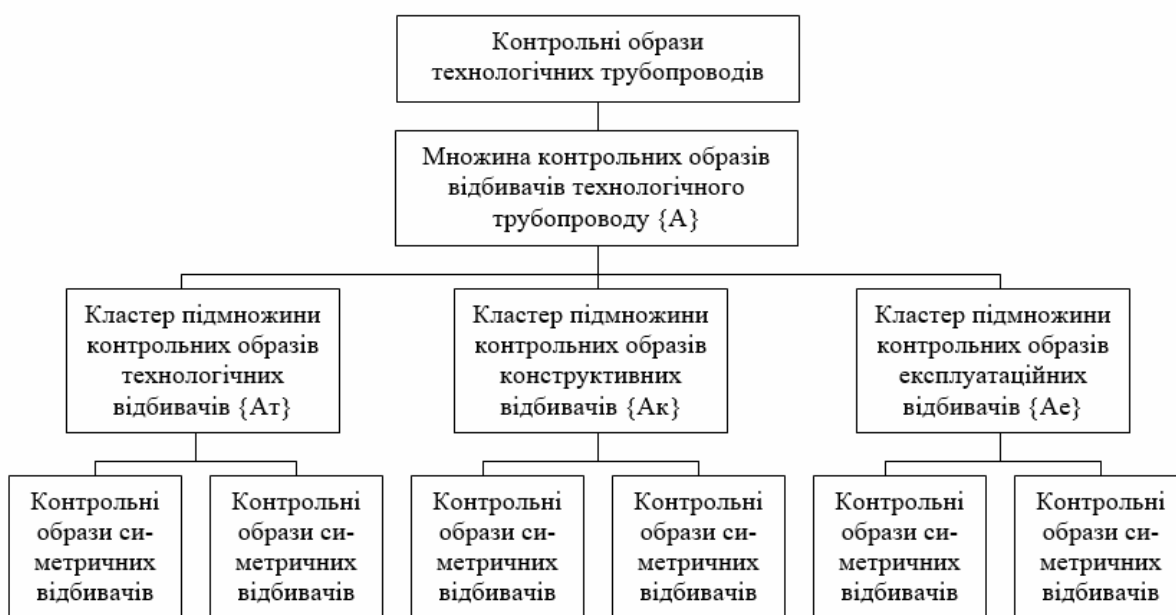 Контрольні образи
технологічних трубопроводів
Множина контрольних образів
відбивачів технологічного
трубопроводу {А}
Кластер підмножини
контрольних образів
технологічних
відбивачів {Ат}
Кластер підмножини
контрольних образів
конструктивних
відбивачів {Ак}
Кластер підмножини
контрольних образів
експлуатаційних
відбивачів {Ае}
Контрольні
образи си-
метричних
відбивачів
Контрольні
образи си-
метричних
відбивачів
Контрольні
образи си-
метричних
відбивачів
Контрольні
образи си-
метричних
відбивачів
Контрольні
образи си-
метричних
відбивачів
Контрольні
образи си-
метричних
відбивачів